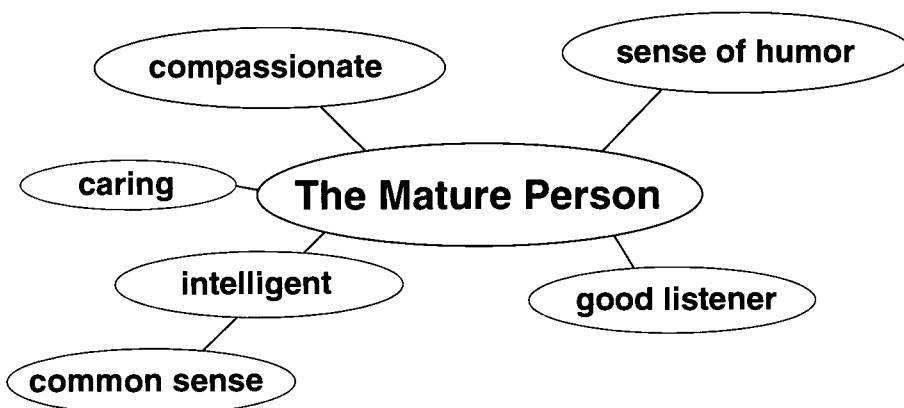 compassionate
sense of humor
caring
The Mature Person
intelligent
good listener
common sense